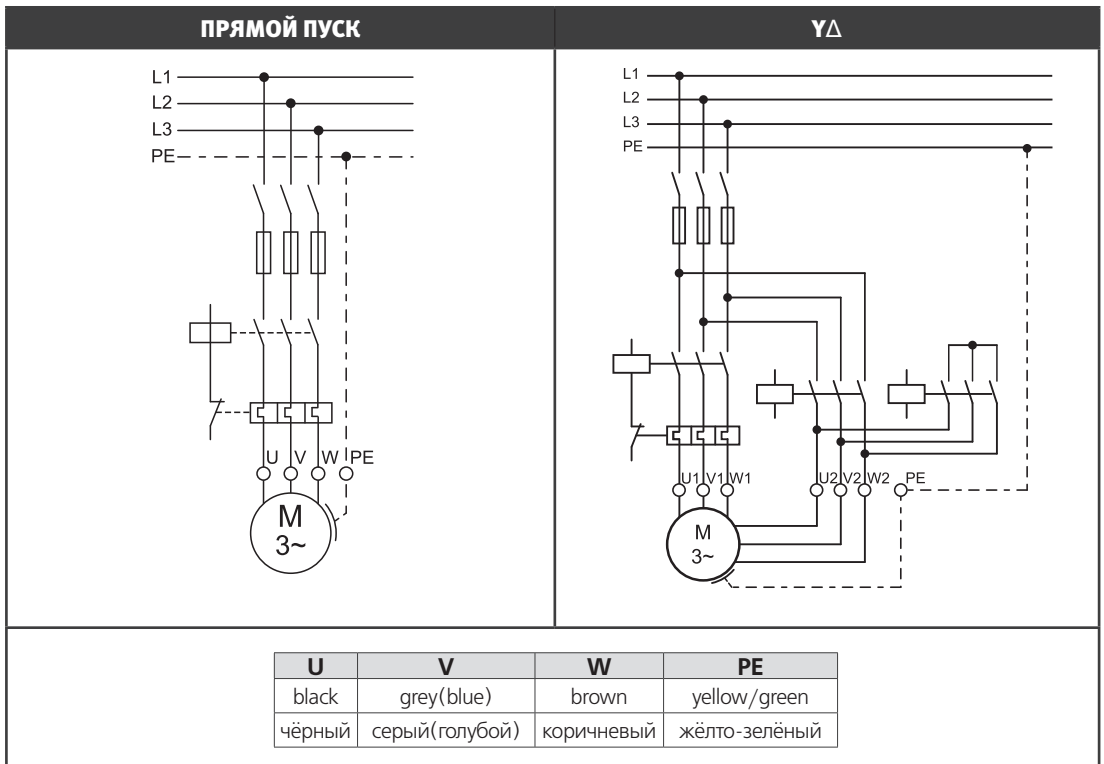 ПРЯМОЙ ПУСК
YΔ
L1
L2
L3
PE
U V W PE
M
3~
L1
L2
L3
PE
U1 V1 W1 U2 V2 W2 PE
M
3~
U V W PE
black grey(blue) brown yellow/green
чёрный серый(голубой) коричневый жёлто-зелёный